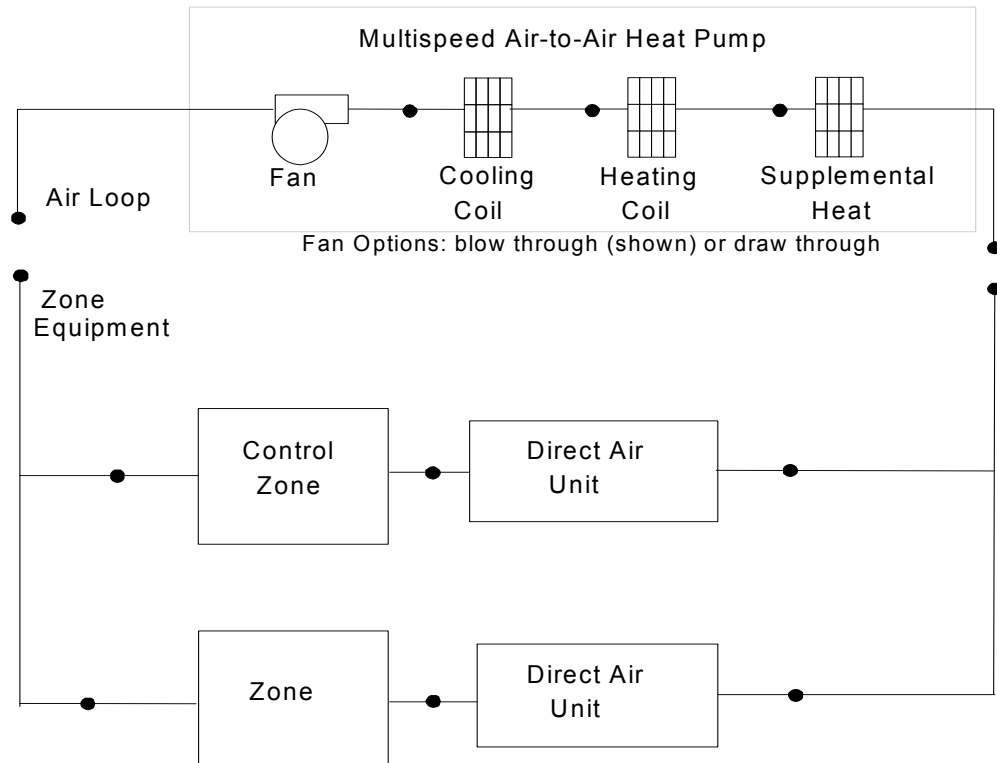 Multispeed Air-to-Air Heat Pump
Fan
Cooling
Coil
Heating
Coil
Supplemental
Heat
Air Loop
Fan Options: blow through (shown) or draw through
Zone
Equipment
Control
Zone
Direct Air
Unit
Zone
Direct Air
Unit